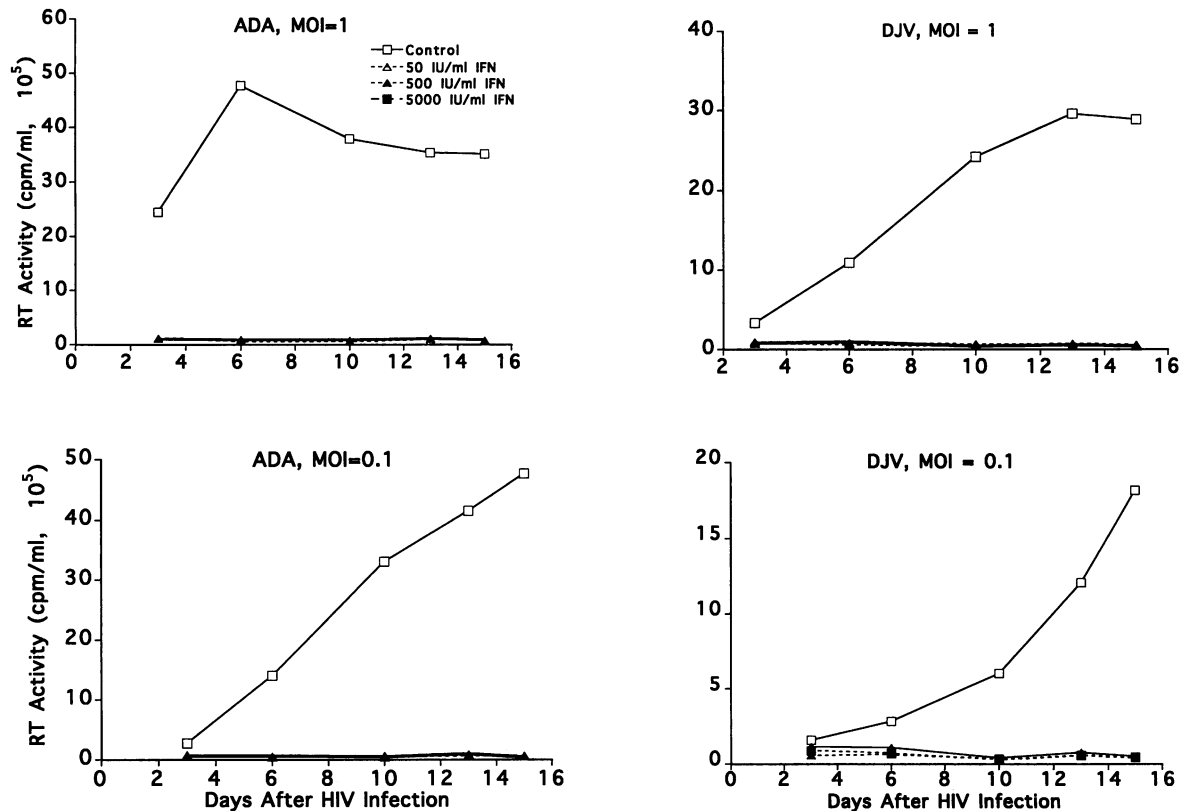 ADA, MOI=1
Control
50 IU/ml IFN
500 IU/ml IFN
5000 IU/ml IFN
RT Activity (cpm/ml, 10⁵)
60
50
40
30
20
10
0
0 2 4 6 8 10 12 14 16
DJV, MOI = 1
40
30
20
10
0
2 4 6 8 10 12 14 16
ADA, MOI=0.1
RT Activity (cpm/ml, 10⁵)
50
40
30
20
10
0
0 2 4 6 8 10 12 14 16
Days After HIV Infection
DJV, MOI = 0.1
20
15
10
5
0
0 2 4 6 8 10 12 14 16
Days After HIV Infection